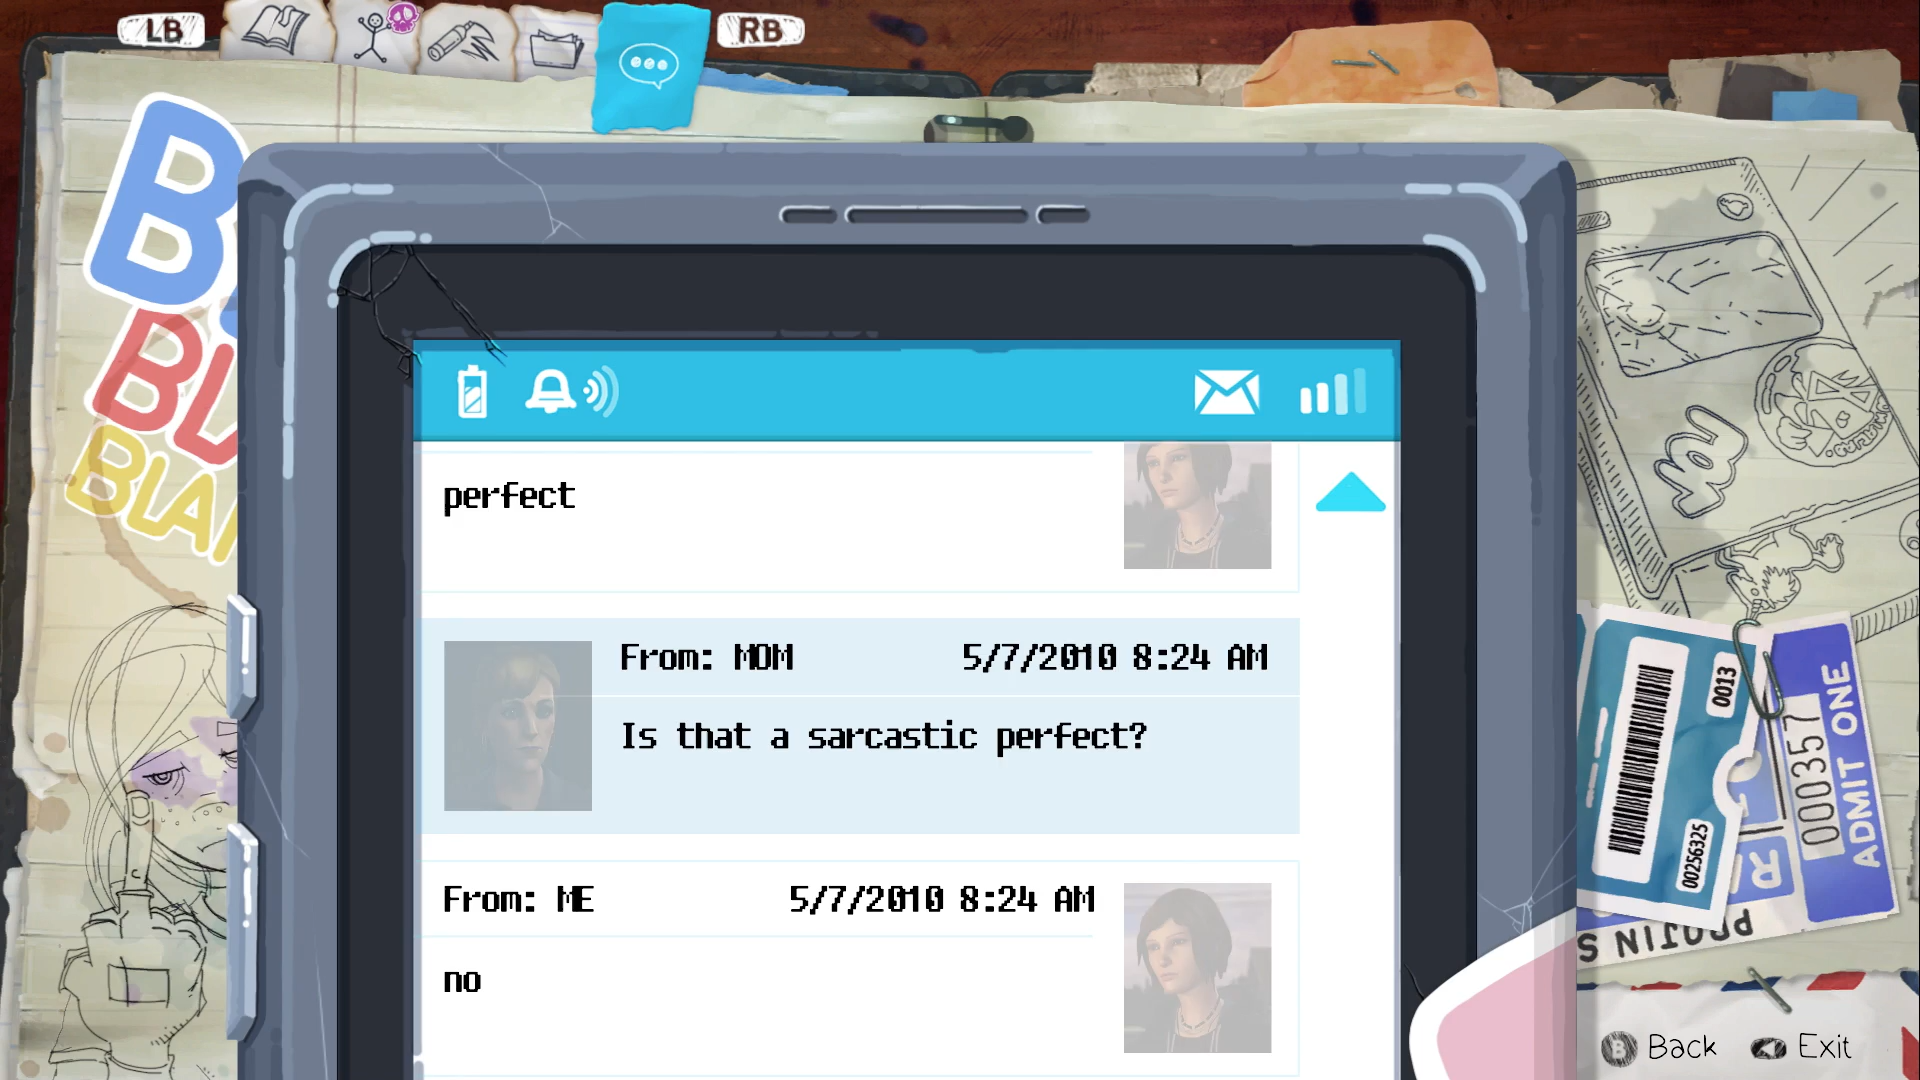 LB
RB
perfect
From: MOM 5/7/2010 8:24 AM
Is that a sarcastic perfect?
From: ME 5/7/2010 8:24 AM
no
0013
00256325
000357
ADMIT ONE
Back
Exit